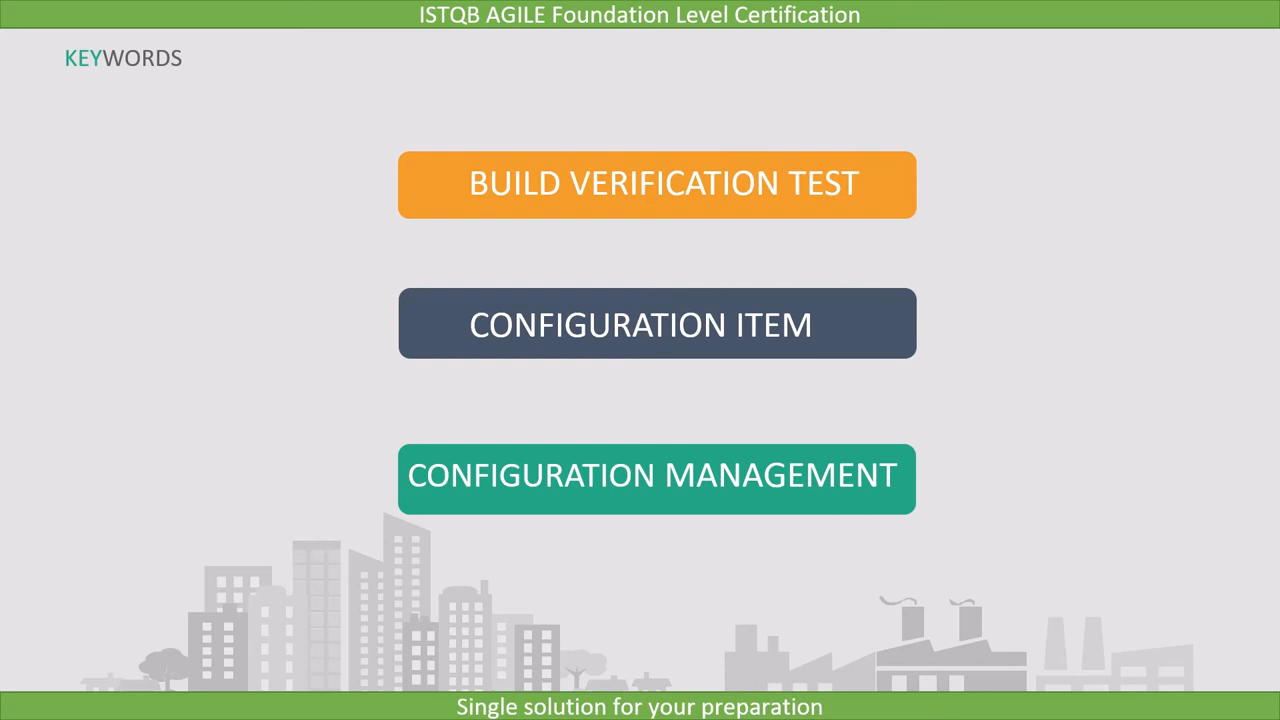 ISTQB AGILE Foundation Level Certification
KEYWORDS
BUILD VERIFICATION TEST
CONFIGURATION ITEM
CONFIGURATION MANAGEMENT
Single solution for your preparation